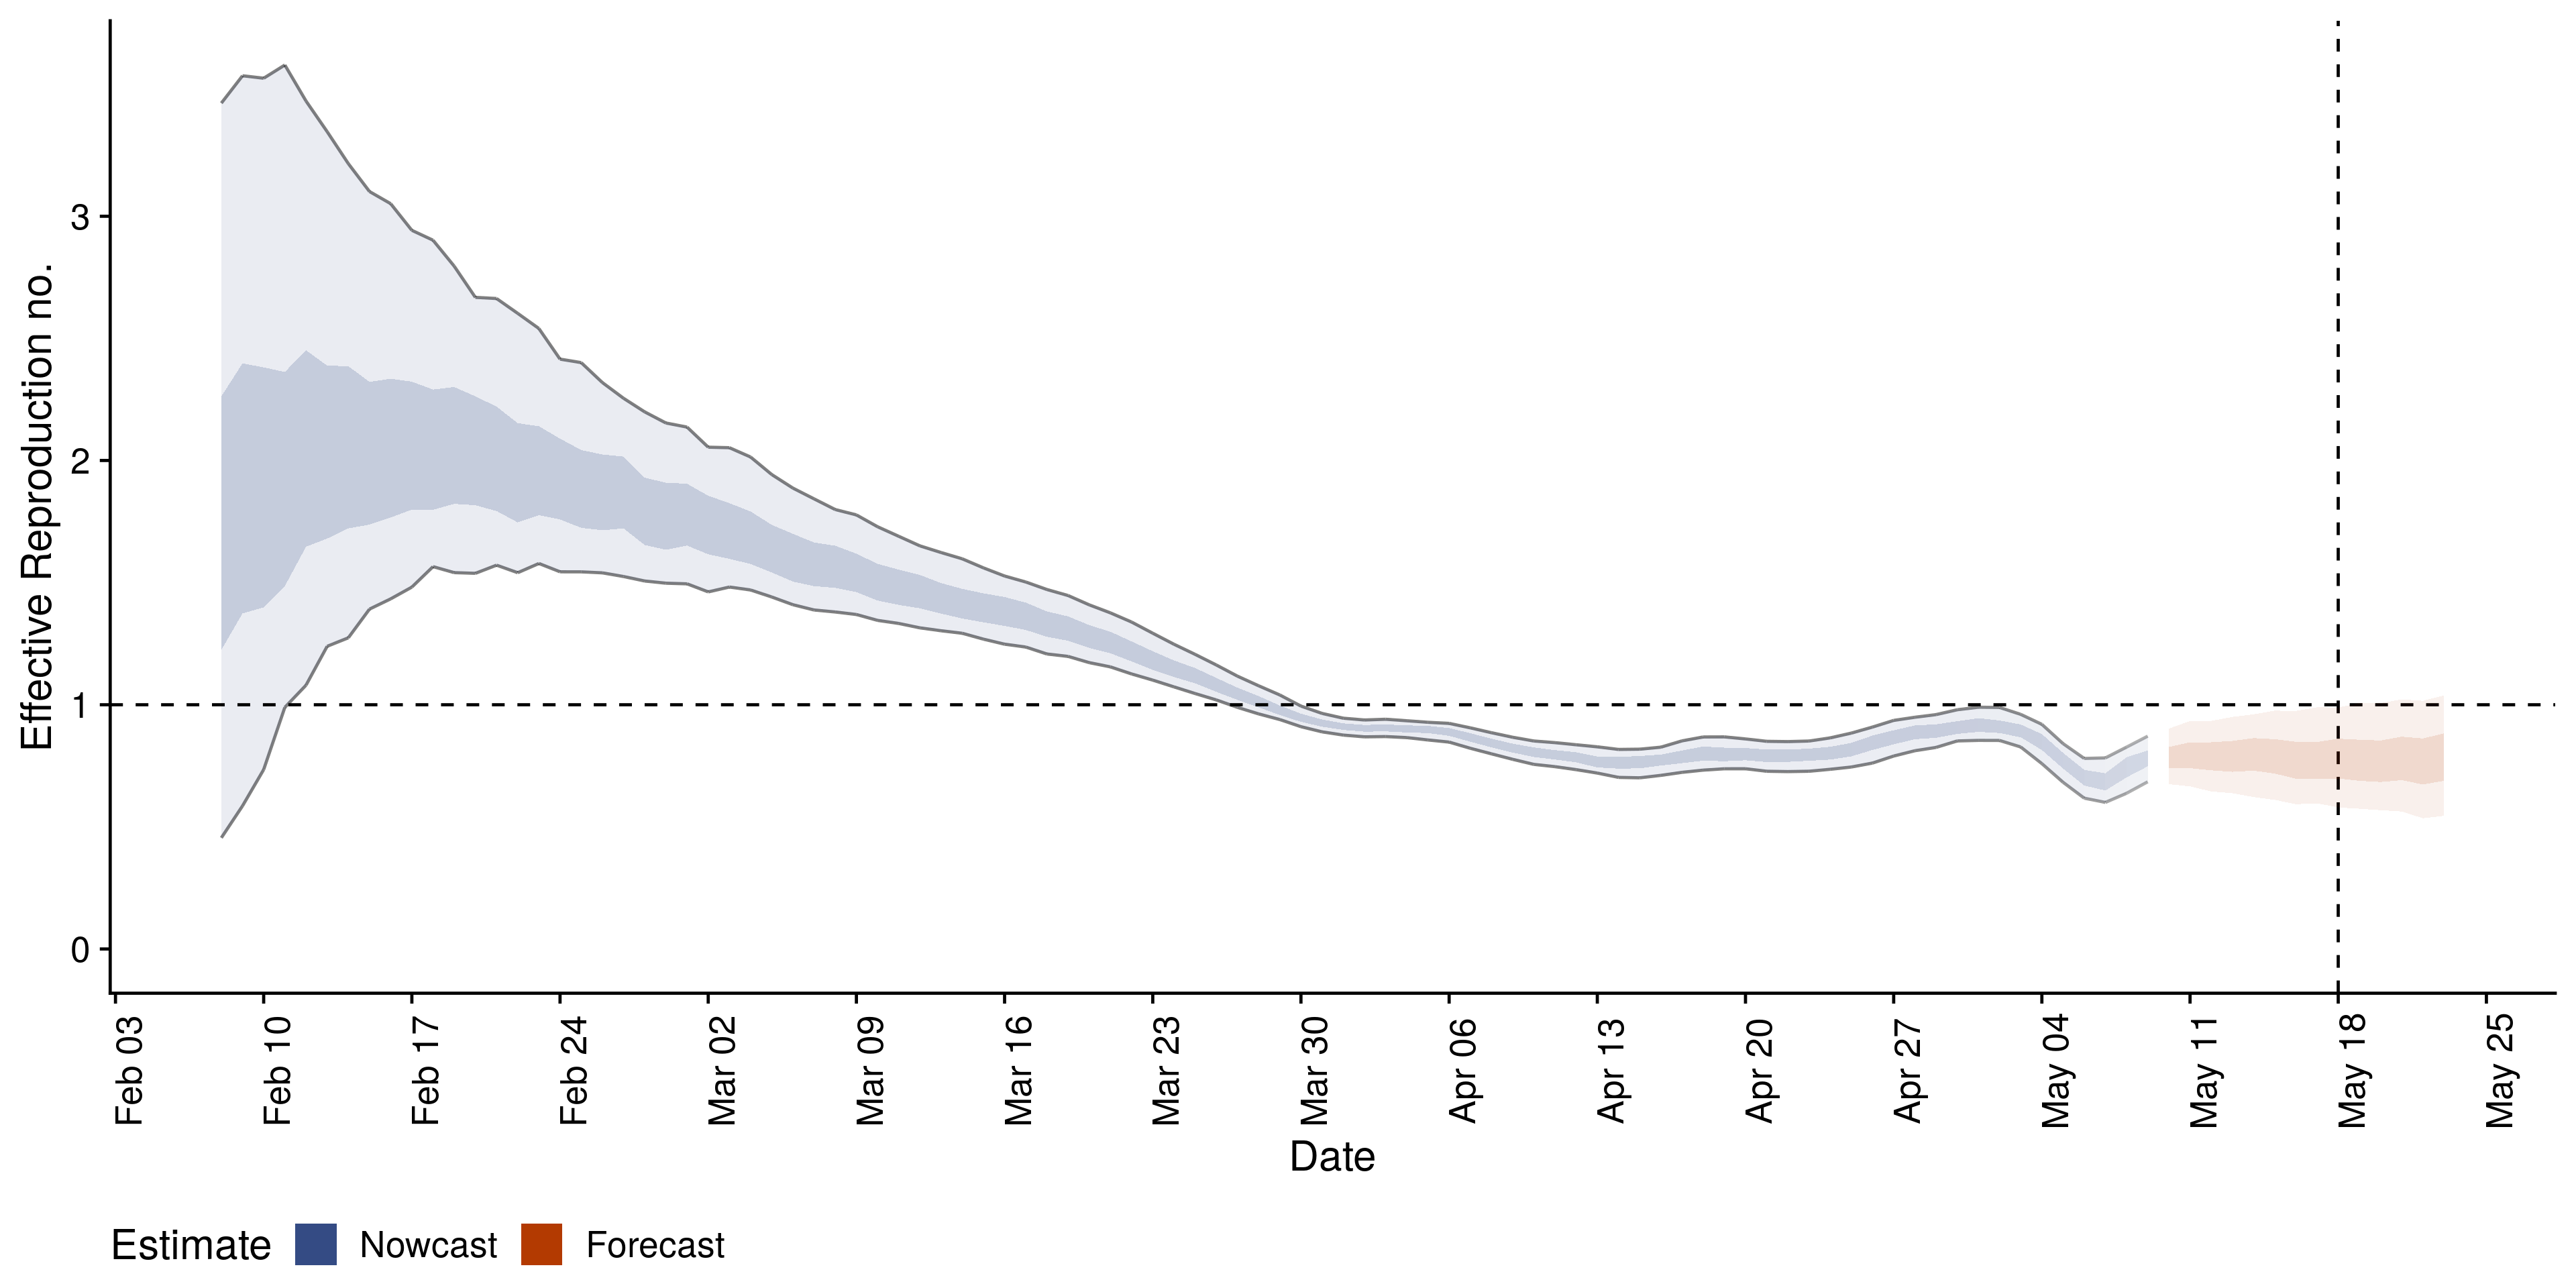 Effective Reproduction no.
3
2
1
0
Feb 03
Feb 10
Feb 17
Feb 24
Mar 02
Mar 09
Mar 16
Mar 23
Mar 30
Apr 06
Apr 13
Apr 20
Apr 27
May 04
May 11
May 18
May 25
Date
Estimate Nowcast Forecast